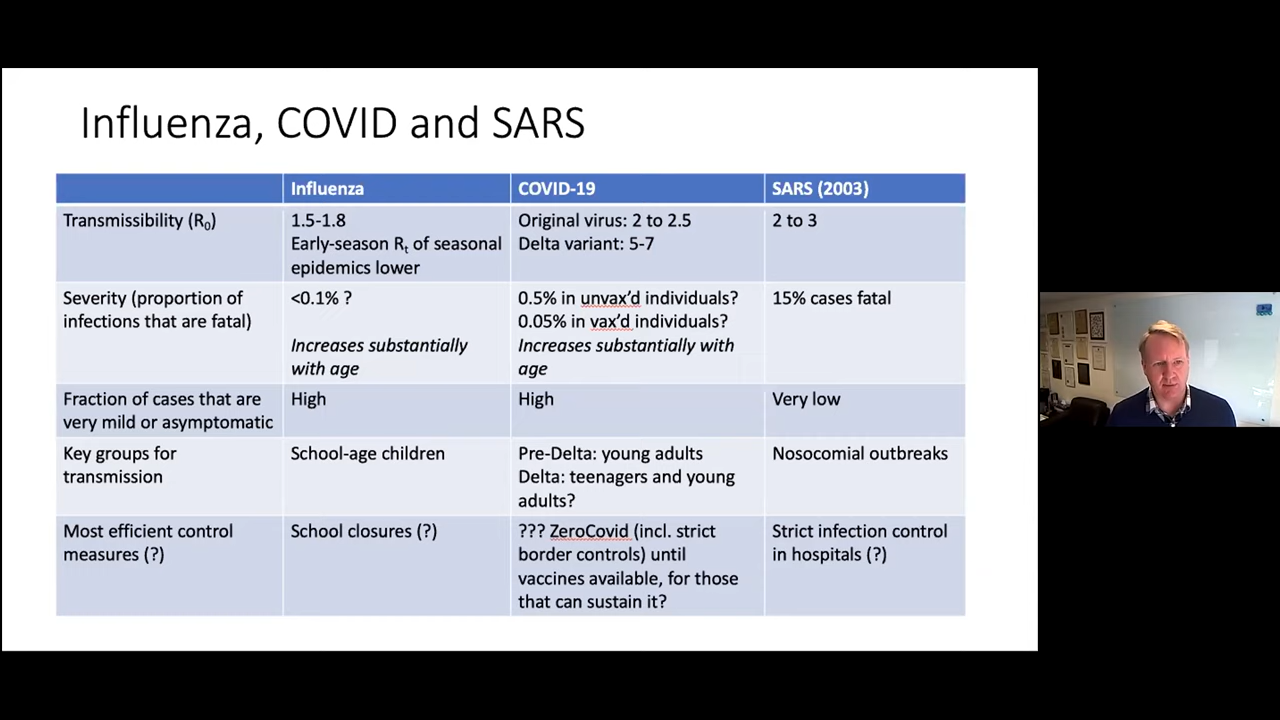 Influenza, COVID and SARS
Influenza
COVID-19
SARS (2003)
Transmissibility (R0)
1.5-1.8
Early-season Rt of seasonal
epidemics lower
Original virus: 2 to 2.5
Delta variant: 5-7
2 to 3
Severity (proportion of
infections that are fatal)
<0.1% ?
Increases substantially
with age
0.5% in unvax’d individuals?
0.05% in vax’d individuals?
Increases substantially with
age
15% cases fatal
Fraction of cases that are
very mild or asymptomatic
High
High
Very low
Key groups for
transmission
School-age children
Pre-Delta: young adults
Delta: teenagers and young
adults?
Nosocomial outbreaks
Most efficient control
measures (?)
School closures (?)
??? ZeroCovid (incl. strict
border controls) until
vaccines available, for those
that can sustain it?
Strict infection control
in hospitals (?)